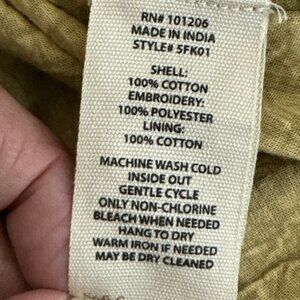 RN# 101206
MADE IN INDIA
STYLE# 5FK01
SHELL:
100% COTTON
EMBROIDERY:
100% POLYESTER
LINING:
100% COTTON
MACHINE WASH COLD
INSIDE OUT
GENTLE CYCLE
ONLY NON-CHLORINE
BLEACH WHEN NEEDED
HANG TO DRY
WARM IRON IF NEEDED
MAY BE DRY CLEANED